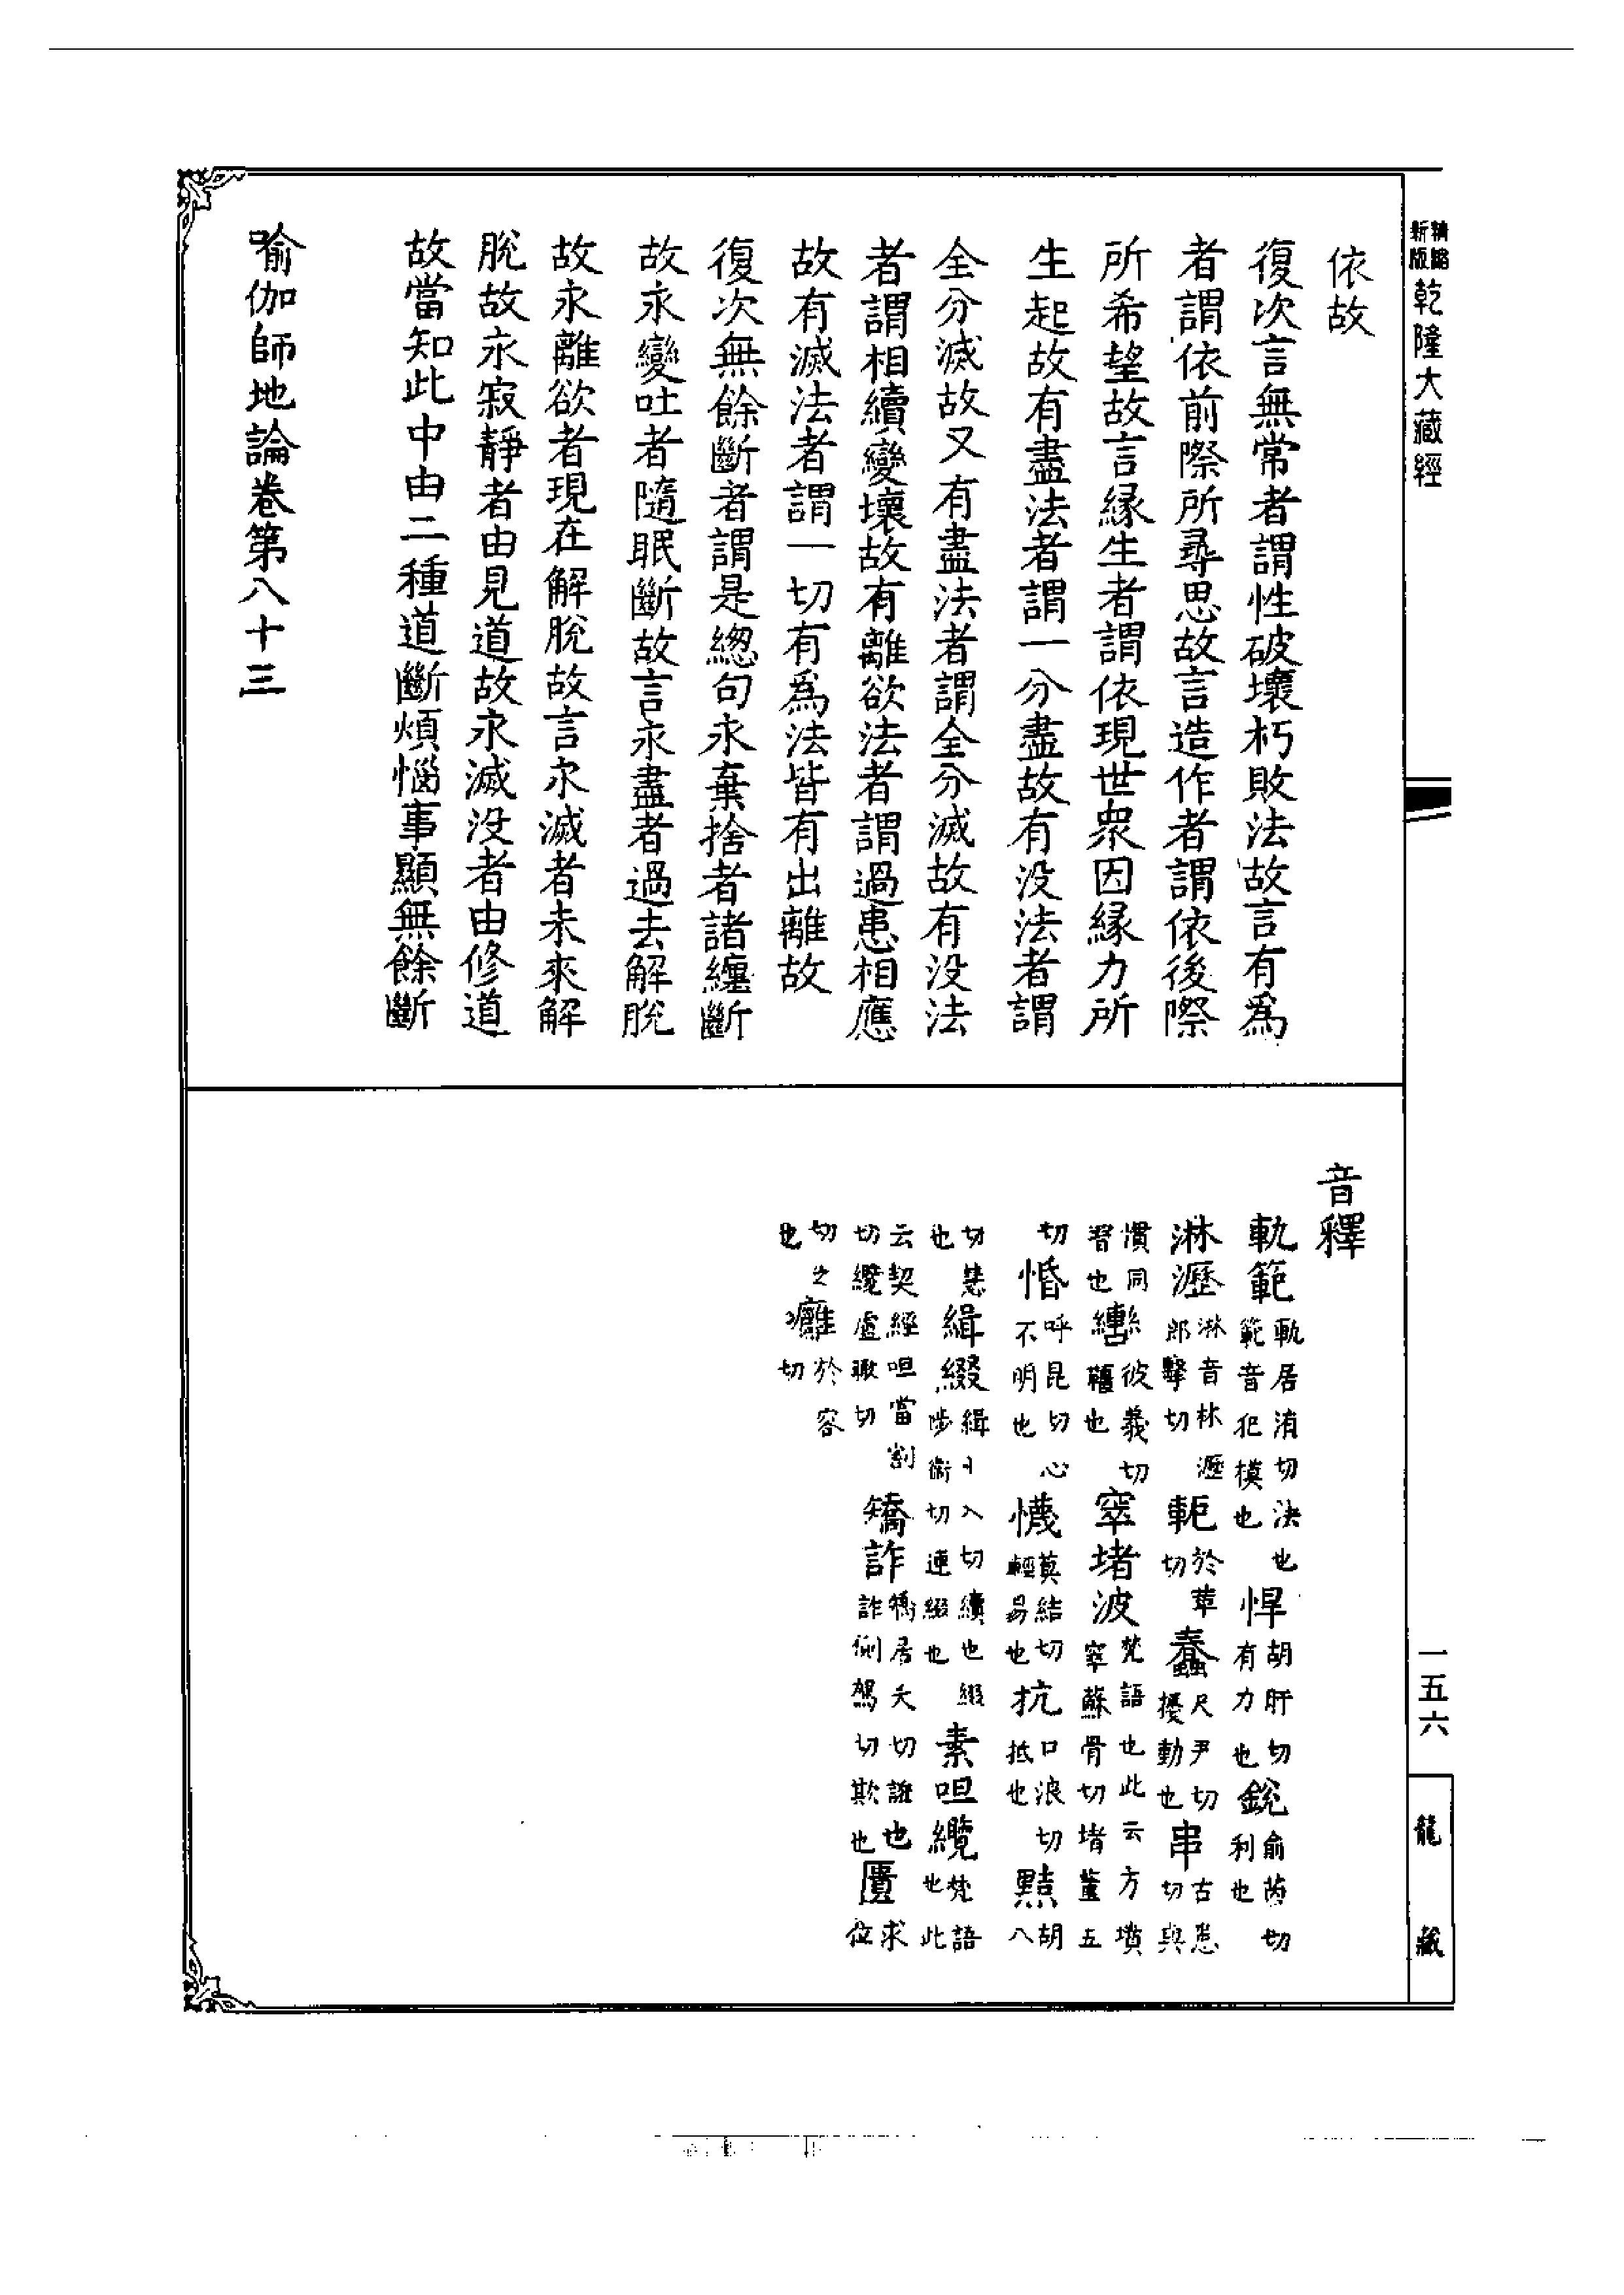 新版
精縮
乾隆大藏經
一五六
龍藏
依故
復次言無常者謂性破壞朽敗法故言有爲
者謂依前際所尋思故言造作者謂依後際
所希望故言緣生者謂依現世衆因緣力所
生起故有盡法者謂一分盡故有没法者謂
全分滅故又有盡法者謂全分滅故有没法
者謂相續變壞故有離欲法者謂過患相應
故有滅法者謂一切有爲法皆有出離故
復次無餘斷者謂是緫句永棄捨者諸纏斷
故永變吐者隨眠斷故言永盡者過去解脫
故永離欲者現在解脫故言永滅者未來解
脫故永寂靜者由見道故永滅没者由修道
故當知此中由二種道斷煩惱事顯無餘斷
瑜伽師地論卷第八十三
音釋
軌範軌居洧切法也範音犯模也悍胡肝切有力也銳俞芮切利也
淋瀝淋音林瀝郎擊切軛於革切蠢尺尹切擾動也串古患切與
慣同習也轡彼義切韁也窣堵波梵語也此云方墳窣蘇骨切堵董五
切惛呼昆切心不明也懱莫結切輕易也抗口浪切抵也黠胡八
切慧也緝綴緝七入切續也綴陟衞切連綴也素呾纜梵語也此
云契經呾當割切纜盧瞰切矯詐矯居夭切詐也詐側駕切欺也匱求位
切乏也癰於容切